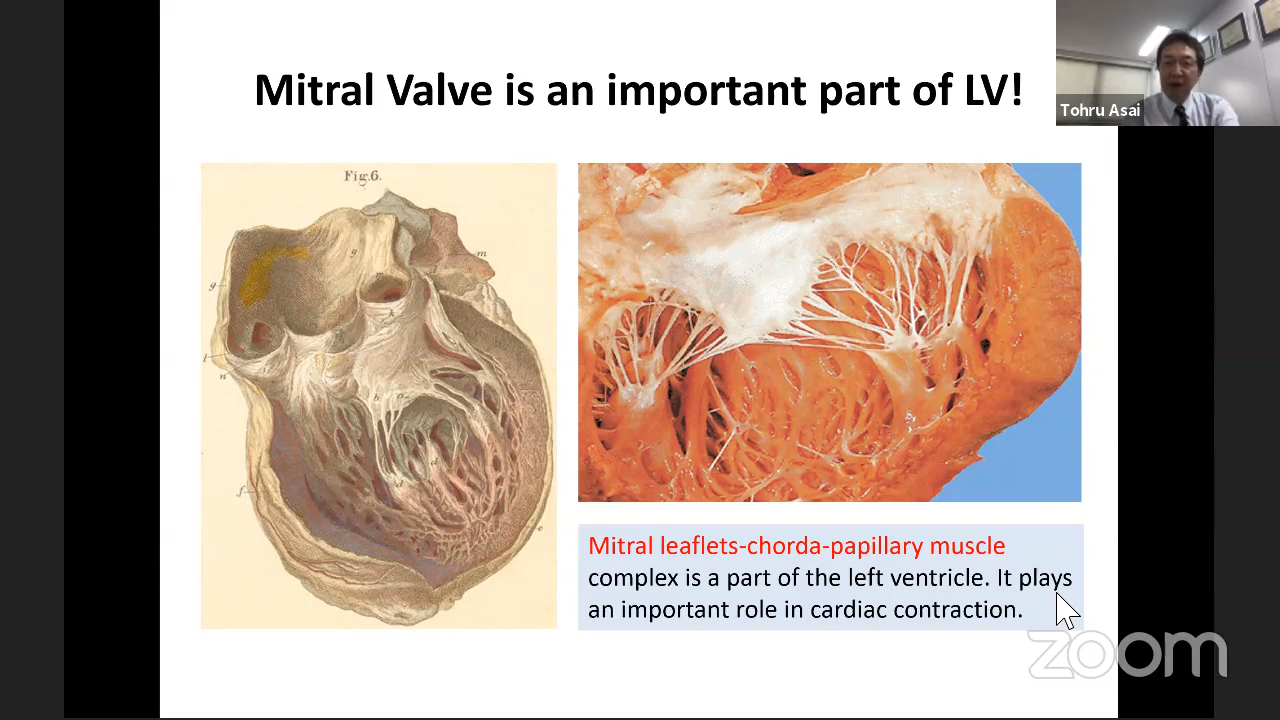 Mitral Valve is an important part of LV!
Tohru Asai
Fig.6.
g
g
m
n
f
e
Mitral leaflets-chorda-papillary muscle
complex is a part of the left ventricle. It plays
an important role in cardiac contraction.
zoom